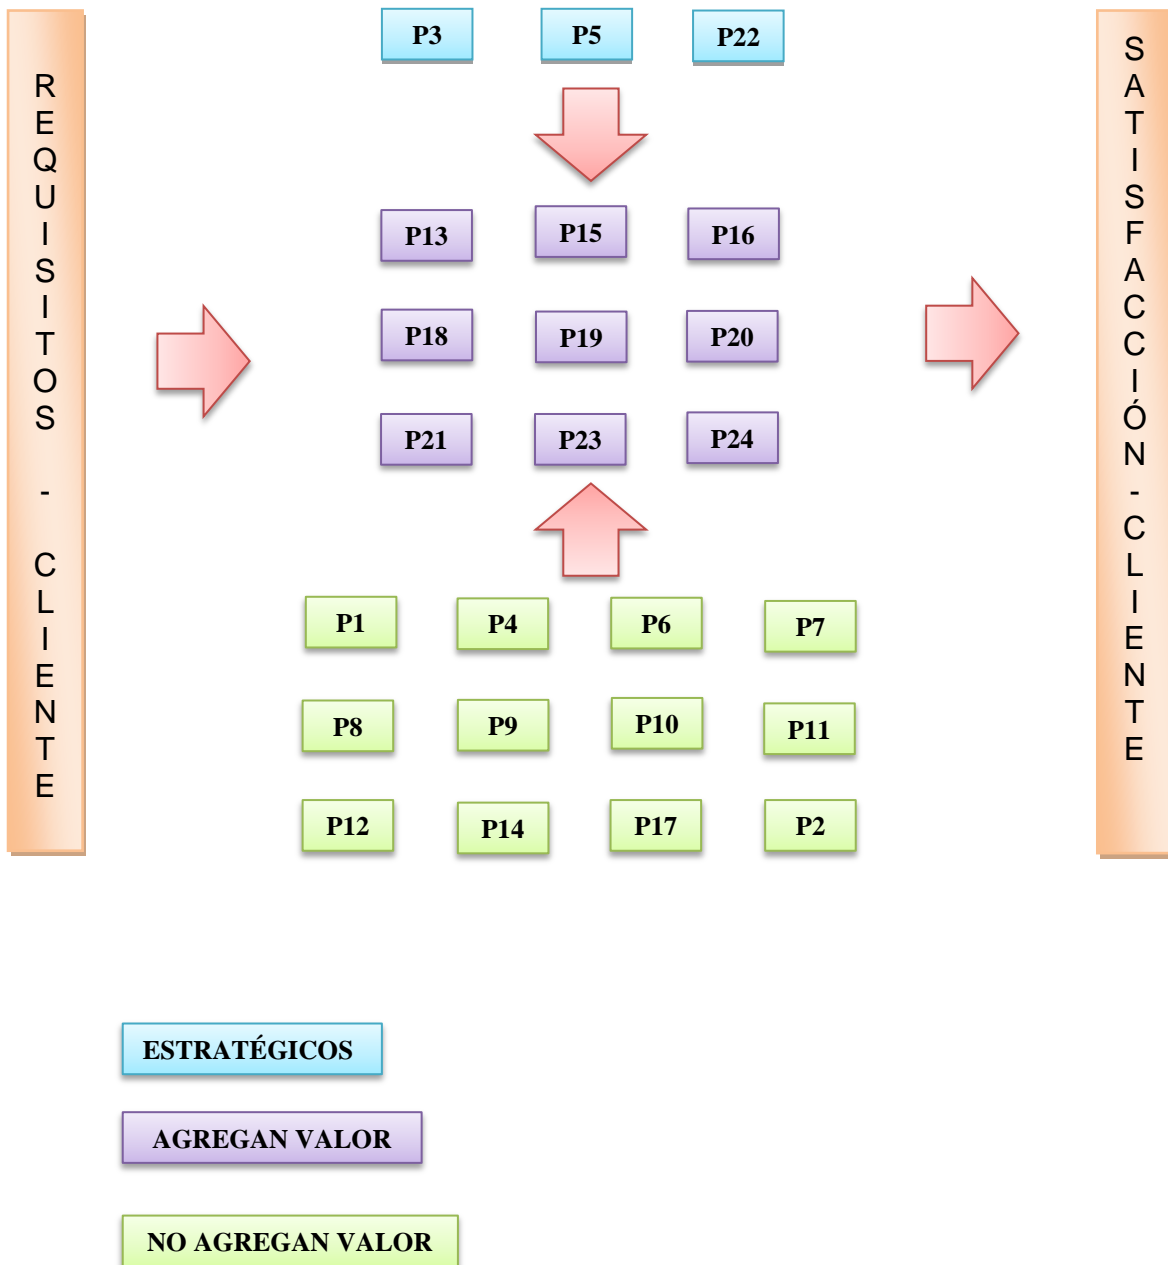 REQUISITOS - CLIENTE
P3 P5 P22
P13 P15 P16
P18 P19 P20
P21 P23 P24
P1 P4 P6 P7
P8 P9 P10 P11
P12 P14 P17 P2
SATISFACCIÓN - CLIENTE
ESTRATÉGICOS
AGREGAN VALOR
NO AGREGAN VALOR